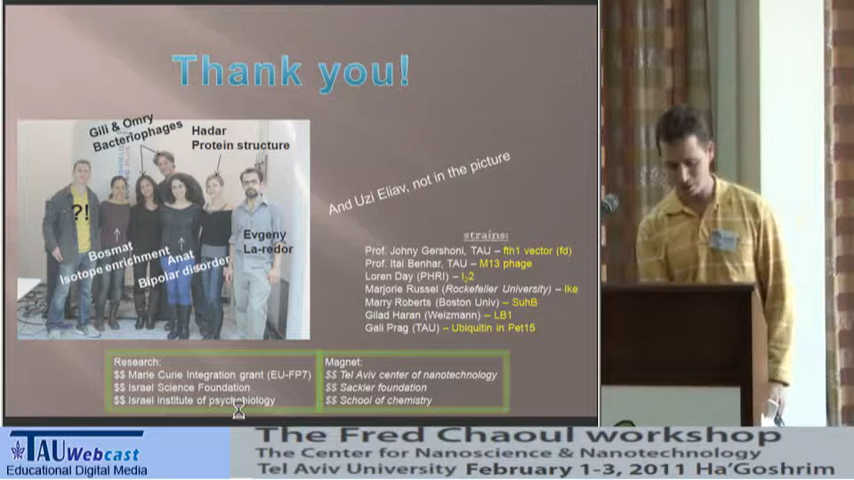 Thank you!
Gili & Omry
Bacteriophages
Hadar
Protein structure
?!
Bosmat
Isotope enrichment
Anat
Bipolar disorder
Evgeny
La-redor
And Uzi Eliav, not in the picture
strains:
Prof. Johny Gershoni, TAU – fth1 vector (fd)
Prof. Itai Benhar, TAU – M13 phage
Loren Day (PHRI) – I22
Marjorie Russel (Rockefeller University) – Ike
Marry Roberts (Boston Univ) – SuhB
Gilad Haran (Weizmann) – LB1
Gali Prag (TAU) – Ubiquitin in Pet15
Research:
$$ Marie Curie Integration grant (EU-FP7)
$$ Israel Science Foundation
$$ Israel institute of psychobiology
Magnet:
$$ Tel Aviv center of nanotechnology
$$ Sackler foundation
$$ School of chemistry
TAU Webcast
Educational Digital Media
The Fred Chaoul workshop
The Center for Nanoscience & Nanotechnology
Tel Aviv University February 1-3, 2011 Ha'Goshrim